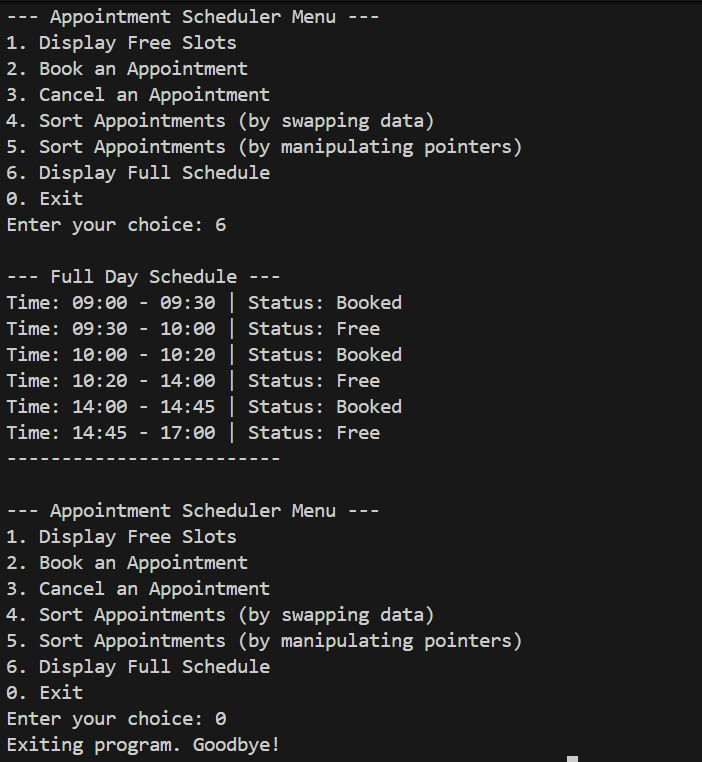 --- Appointment Scheduler Menu ---
1. Display Free Slots
2. Book an Appointment
3. Cancel an Appointment
4. Sort Appointments (by swapping data)
5. Sort Appointments (by manipulating pointers)
6. Display Full Schedule
0. Exit
Enter your choice: 6

--- Full Day Schedule ---
Time: 09:00 - 09:30 | Status: Booked
Time: 09:30 - 10:00 | Status: Free
Time: 10:00 - 10:20 | Status: Booked
Time: 10:20 - 14:00 | Status: Free
Time: 14:00 - 14:45 | Status: Booked
Time: 14:45 - 17:00 | Status: Free
-------------------------

--- Appointment Scheduler Menu ---
1. Display Free Slots
2. Book an Appointment
3. Cancel an Appointment
4. Sort Appointments (by swapping data)
5. Sort Appointments (by manipulating pointers)
6. Display Full Schedule
0. Exit
Enter your choice: 0
Exiting program. Goodbye!